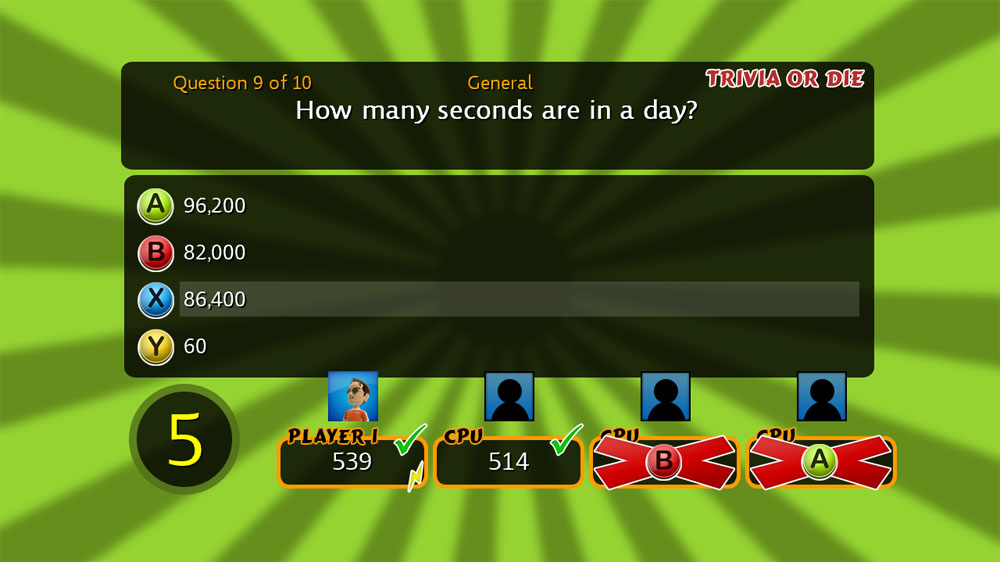 Question 9 of 10 General TRIVIA OR DIE
How many seconds are in a day?
A 96,200
B 82,000
X 86,400
Y 60
5
PLAYER 1 CPU CPU CPU
539 514 B A